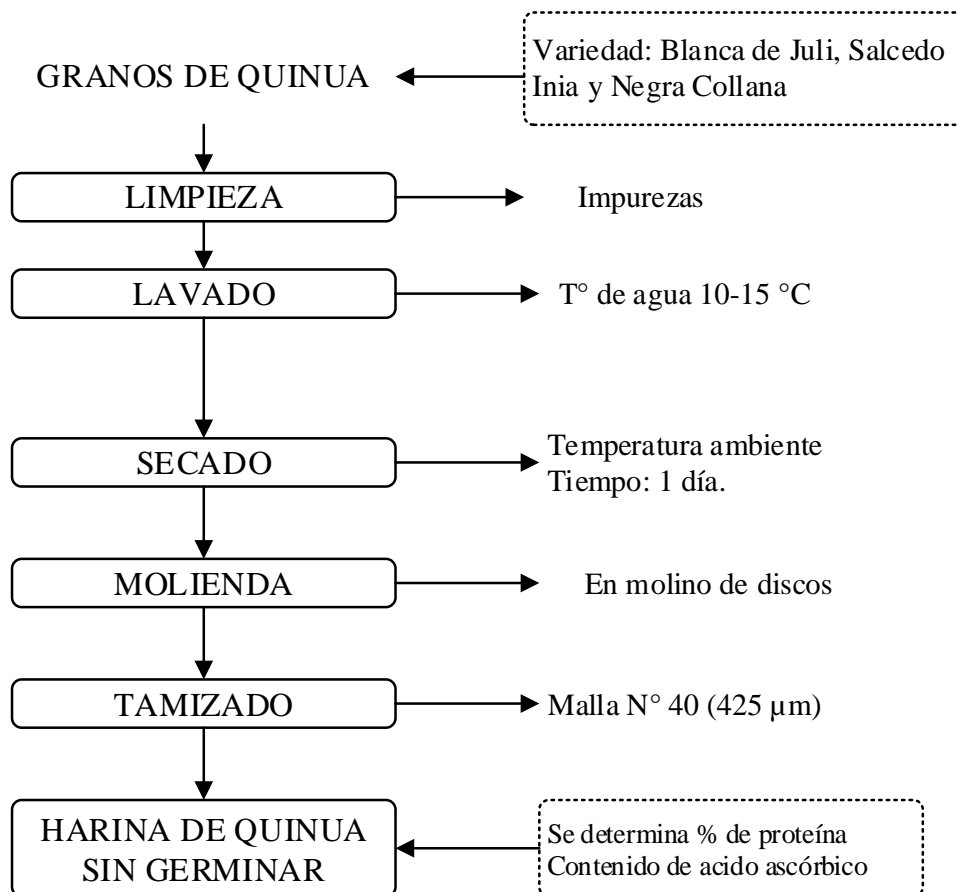 Variedad: Blanca de Juli, Salcedo
GRANOS DE QUINUA
Inia y Negra Collana
LIMPIEZA
Impurezas
LAVADO
T° de agua 10-15 °C
SECADO
Temperatura ambiente
Tiempo: 1 día.
MOLIENDA
En molino de discos
TAMIZADO
Malla N° 40 (425 µm)
HARINA DE QUINUA
SIN GERMINAR
Se determina % de proteína
Contenido de acido ascórbico